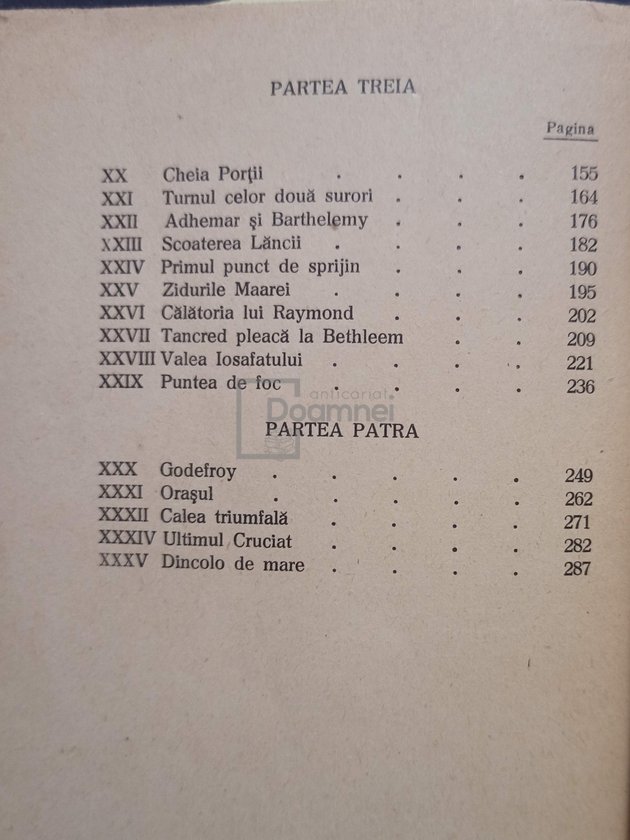 PARTEA TREIA
Pagina
XX Cheia Porții . . . . 155
XXI Turnul celor două surori . . . 164
XXII Adhemar și Barthelemy . . . 176
XXIII Scoaterea Lăncii . . . . 182
XXIV Primul punct de sprijin . . . 190
XXV Zidurile Maarei . . . . 195
XXVI Călătoria lui Raymond . . . 202
XXVII Tancred pleacă la Bethleem . . 209
XXVIII Valea Iosafatului . . . . 221
XXIX Puntea de foc . . . . 236
anticariat
Doamnei
PARTEA PATRA
XXX Godefroy . . . . . 249
XXXI Orașul . . . . . 262
XXXII Calea triumfală . . . . 271
XXXIV Ultimul Cruciat . . . . 282
XXXV Dincolo de mare . . . . 287